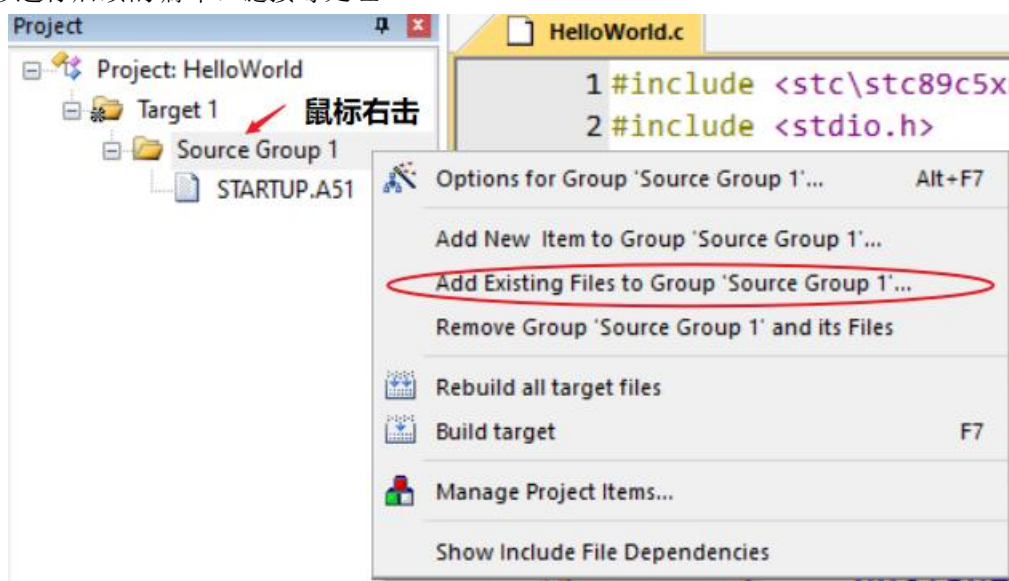 Project
HelloWorld.c
Project: HelloWorld
Target 1
鼠标右击
Source Group 1
STARTUP.A51
1 #include <stc\stc89c5x
2 #include <stdio.h>
Options for Group 'Source Group 1'... Alt+F7
Add New Item to Group 'Source Group 1'...
Add Existing Files to Group 'Source Group 1'...
Remove Group 'Source Group 1' and its Files
Rebuild all target files
Build target F7
Manage Project Items...
Show Include File Dependencies